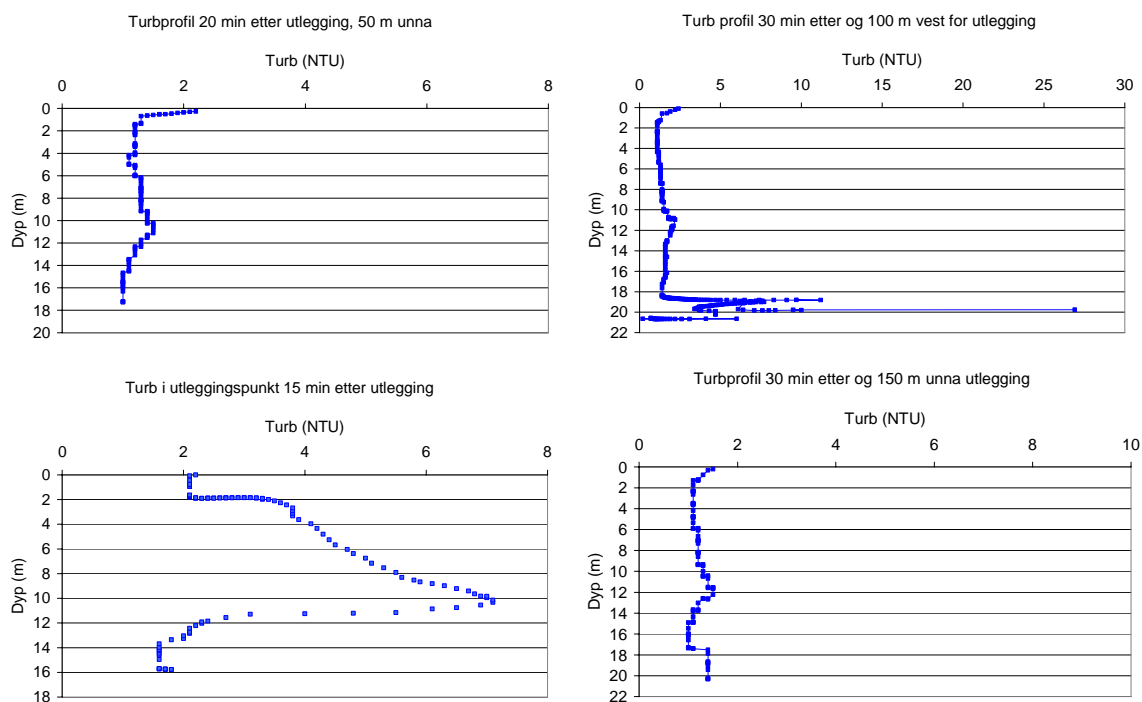 Turbprofil 20 min etter utlegging, 50 m unna
Turb (NTU)
0 2 4 6 8
0
2
4
6
8
10
12
14
16
18
20
Dyp (m)
Turb profil 30 min etter og 100 m vest for utlegging
Turb (NTU)
0 5 10 15 20 25 30
0
2
4
6
8
10
12
14
16
18
20
22
Dyp (m)
Turb i utleggingspunkt 15 min etter utlegging
Turb (NTU)
0 2 4 6 8
0
2
4
6
8
10
12
14
16
18
Dyp (m)
Turbprofil 30 min etter og 150 m unna utlegging
Turb (NTU)
0 2 4 6 8 10
0
2
4
6
8
10
12
14
16
18
20
22
Dyp (m)